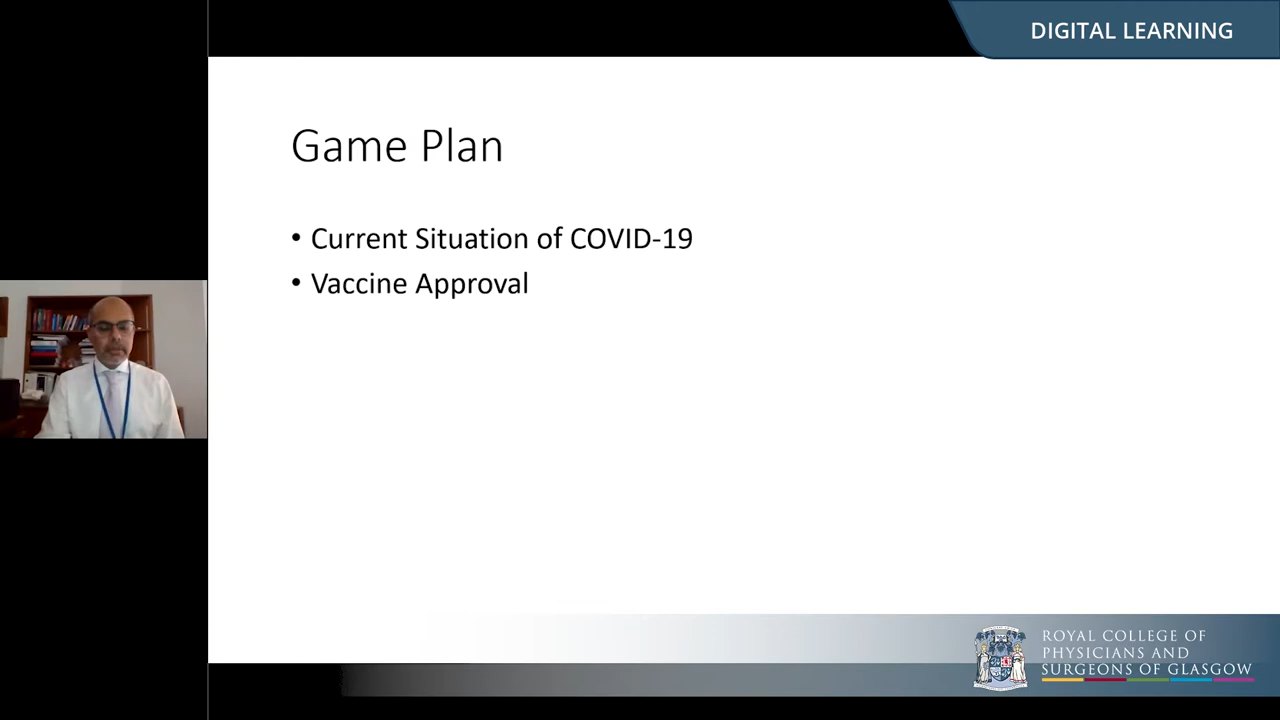 DIGITAL LEARNING
Game Plan
• Current Situation of COVID-19
• Vaccine Approval
ROYAL COLLEGE OF
PHYSICIANS AND
SURGEONS OF GLASGOW